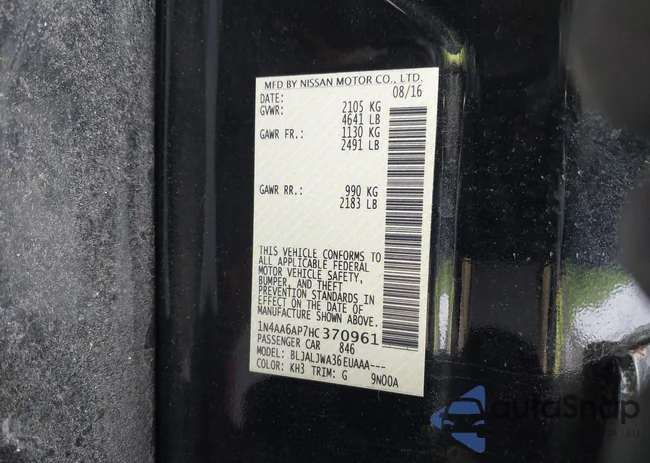 MFD BY NISSAN MOTOR CO., LTD.
DATE: 08/16
GVWR: 2105 KG
4641 LB
GAWR FR.: 1130 KG
2491 LB
GAWR RR.: 990 KG
2183 LB
THIS VEHICLE CONFORMS TO
ALL APPLICABLE FEDERAL
MOTOR VEHICLE SAFETY,
BUMPER, AND THEFT
PREVENTION STANDARDS IN
EFFECT ON THE DATE OF
MANUFACTURE SHOWN ABOVE.
1N4AA6AP7HC370961
PASSENGER CAR 846
MODEL: BLJALJWA36EUAAA---
COLOR: KH3 TRIM: G 9N00A
autoSnap